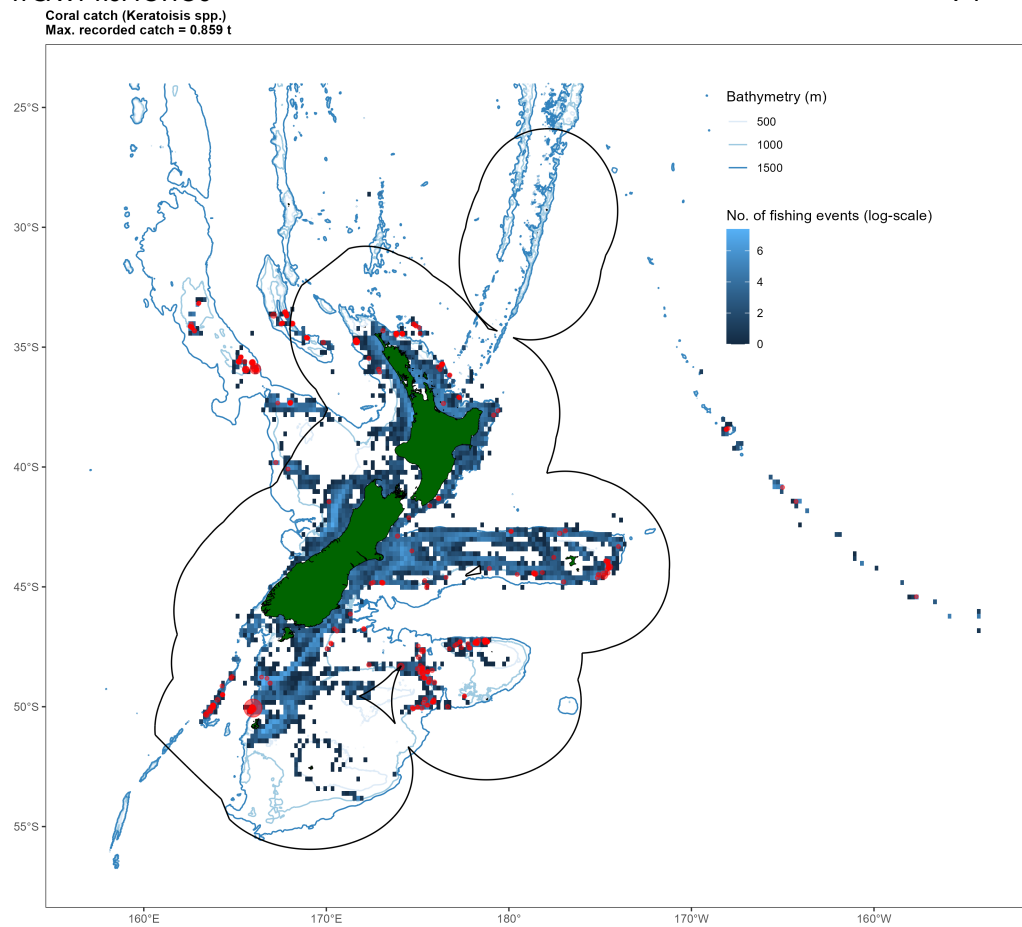 Coral catch (Keratoisis spp.)
Max. recorded catch = 0.859 t
25°S
30°S
35°S
40°S
45°S
50°S
55°S
160°E
170°E
180°
170°W
160°W
Bathymetry (m)
500
1000
1500
No. of fishing events (log-scale)
6
4
2
0